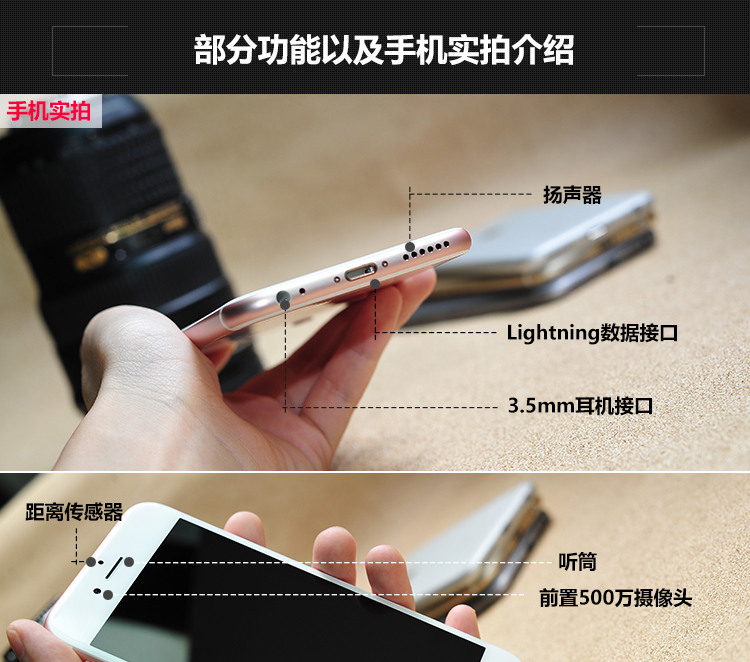 部分功能以及手机实拍介绍
手机实拍
扬声器
Lightning数据接口
3.5mm耳机接口
距离传感器
听筒
前置500万摄像头